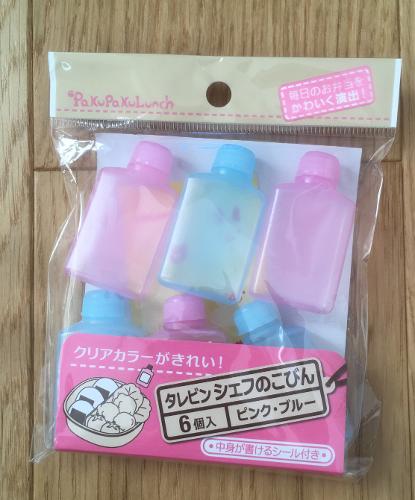 PaKuPaKuLunch
毎日のお弁当を
かわいく演出!
クリアカラーがきれい!
タレビン シェフのこびん
6個入 ピンク・ブルー
•中身が書けるシール付き•